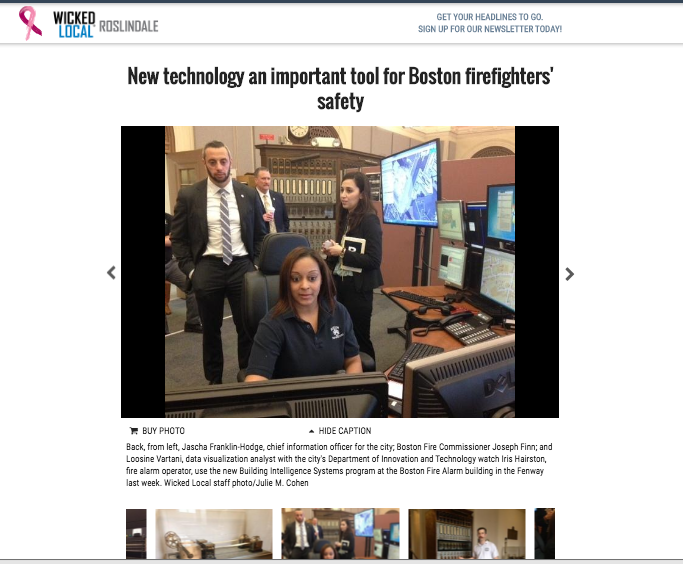 WICKED
LOCAL ROSLINDALE
GET YOUR HEADLINES TO GO.
SIGN UP FOR OUR NEWSLETTER TODAY!
New technology an important tool for Boston firefighters'
safety
DELL
BUY PHOTO
HIDE CAPTION
Back, from left, Jascha Franklin-Hodge, chief information officer for the city; Boston Fire Commissioner Joseph Finn; and
Loosine Vartani, data visualization analyst with the city's Department of Innovation and Technology watch Iris Hairston,
fire alarm operator, use the new Building Intelligence Systems program at the Boston Fire Alarm building in the Fenway
last week. Wicked Local staff photo/Julie M. Cohen